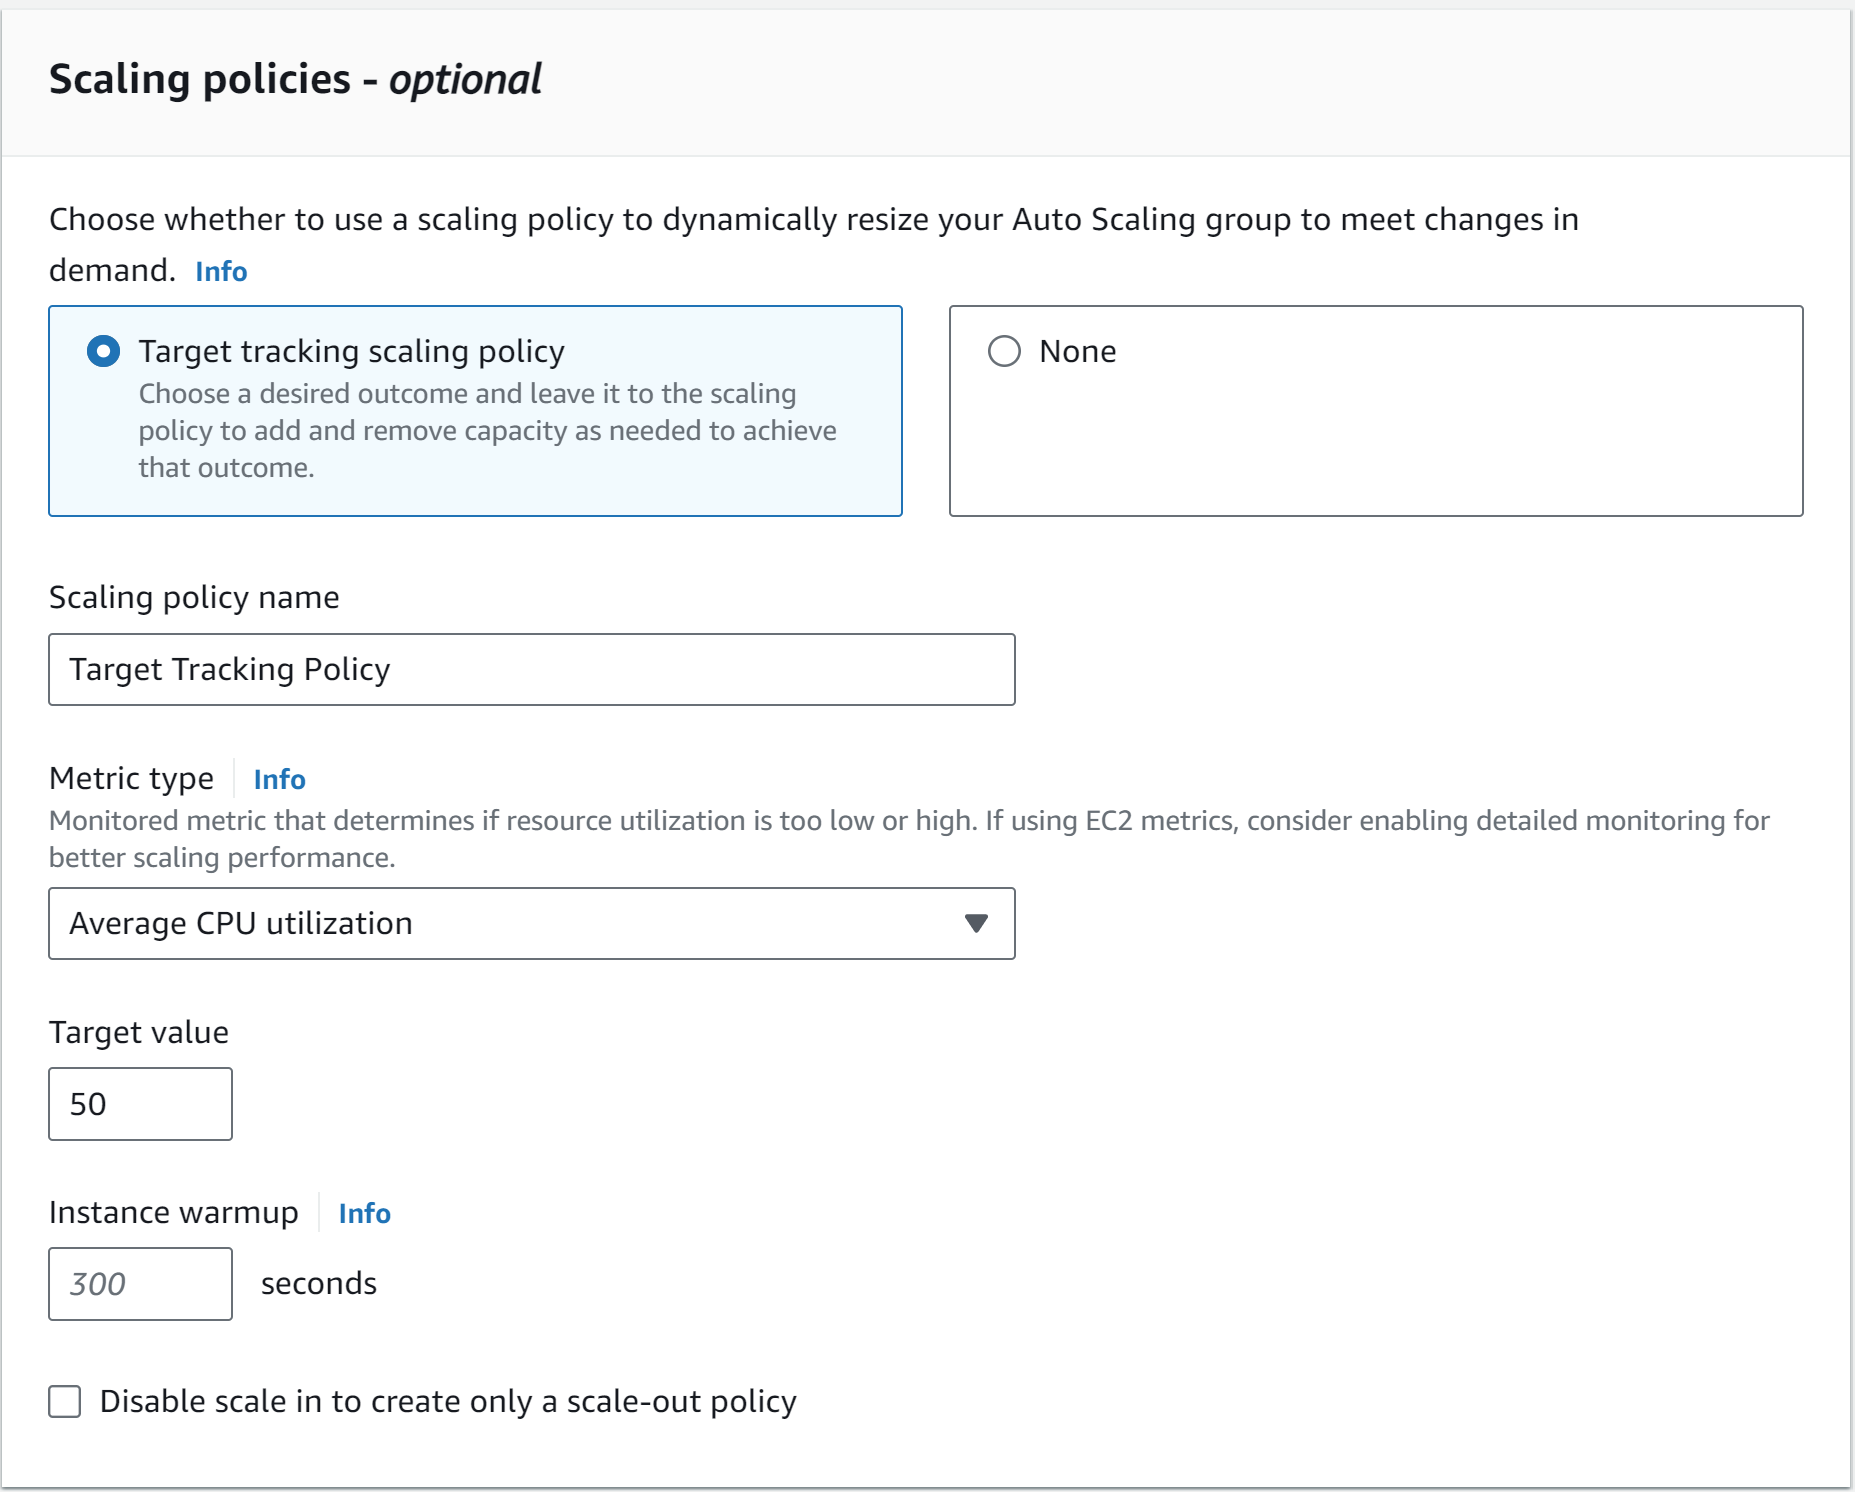 Scaling policies - optional
Choose whether to use a scaling policy to dynamically resize your Auto Scaling group to meet changes in
demand. Info
Target tracking scaling policy
Choose a desired outcome and leave it to the scaling
policy to add and remove capacity as needed to achieve
that outcome.
None
Scaling policy name
Target Tracking Policy
Metric type Info
Monitored metric that determines if resource utilization is too low or high. If using EC2 metrics, consider enabling detailed monitoring for
better scaling performance.
Average CPU utilization
Target value
50
Instance warmup Info
300 seconds
Disable scale in to create only a scale-out policy